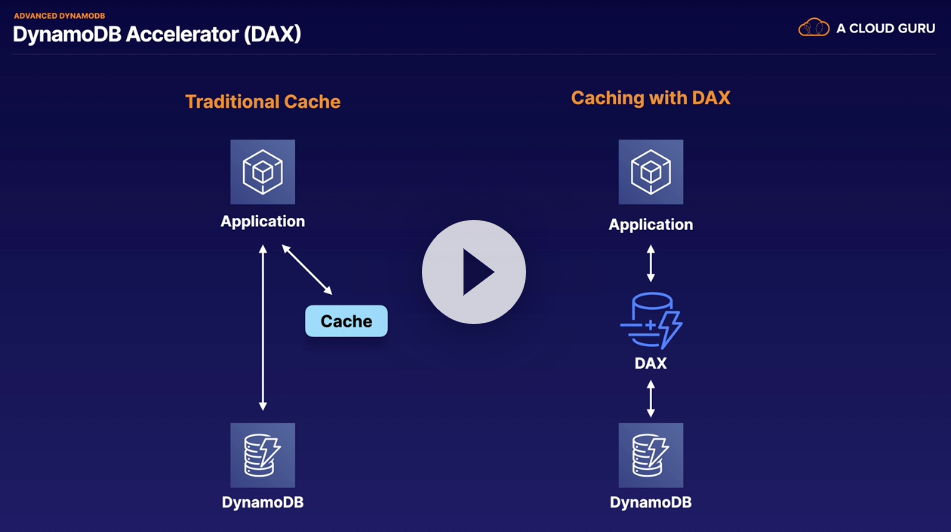 ADVANCED DYNAMODB
DynamoDB Accelerator (DAX)
A CLOUD GURU
Traditional Cache
Application
Cache
DynamoDB
Caching with DAX
Application
DAX
DynamoDB